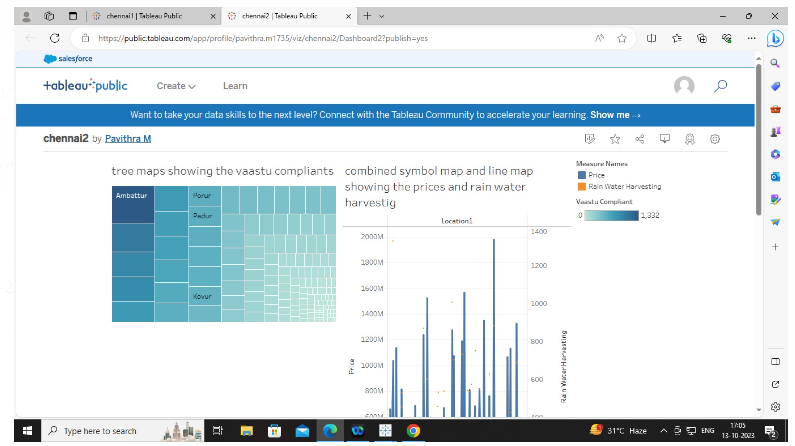 chennai1 | Tableau Public
chennai2 | Tableau Public
https://public.tableau.com/app/profile/pavithra.m1735/viz/chennai2/Dashboard2?publish=yes
salesforce
+ableau public
Create
Learn
Want to take your data skills to the next level? Connect with the Tableau Community to accelerate your learning. Show me →
chennai2 by Pavithra M
tree maps showing the vaastu compliants
Ambattur
Porur
Padur
Kovur
combined symbol map and line map
showing the prices and rain water
harvestig
Location1
2000M
1800M
1600M
1400M
1200M
1000M
800M
600M
Price
1400
1200
1000
800
600
400
Rain Water Harvesting
Measure Names
Price
Rain Water Harvesting
Vaastu Compliant
0 1,332
Type here to search
31°C Haze
ENG
17:05
13-10-2023
2